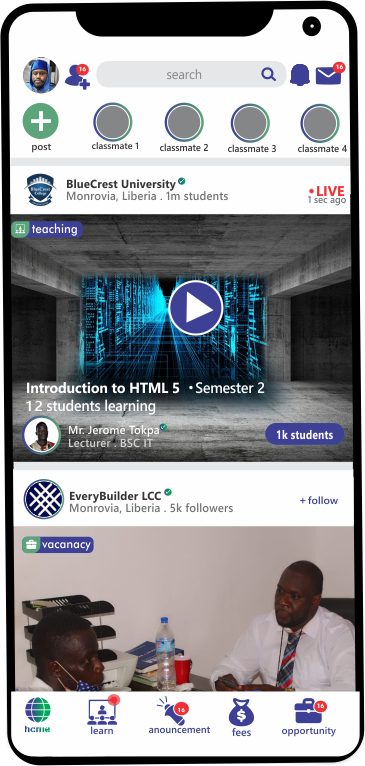 16
search
16
post
classmate 1
classmate 2
classmate 3
classmate 4
BlueCrest University
Monrovia, Liberia . 1m students
•LIVE
1 sec ago
teaching
Introduction to HTML 5 • Semester 2
12 students learning
Mr. Jerome Tokpa
Lecturer . BSC IT
1k students
EveryBuilder LCC
Monrovia, Liberia . 5k followers
+ follow
vacancy
home
learn
16
anouncement
$
fees
16
opportunity